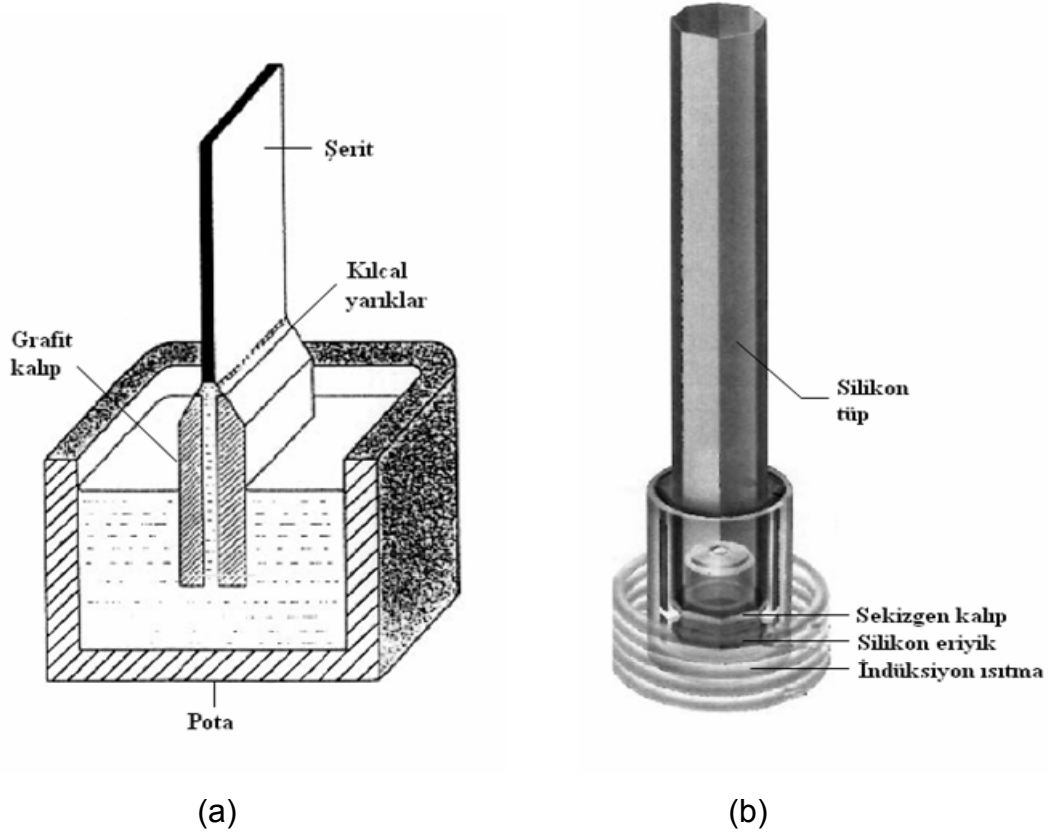 Şerit
Kılcal
yarıklar
Grafit
kalıp
Pota
(a)
Silikon
tüp
Sekizgen kalıp
Silikon eriyik
İndüksiyon ısıtma
(b)